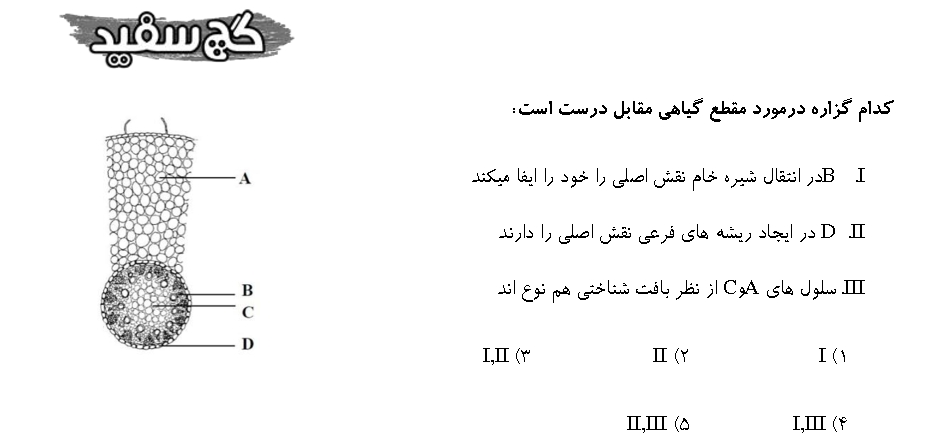 گچ سفید
کدام گزاره درمورد مقطع گیاهی مقابل درست است:
I. Bدر انتقال شیره خام نقش اصلی را خود را ایفا میکند
II. D در ایجاد ریشه های فرعی نقش اصلی را دارند
III. سلول های AوC از نظر بافت شناختی هم نوع اند
۱) I ۲) II ۳) I,II
۴) I,III ۵) II,III
A
B
C
D